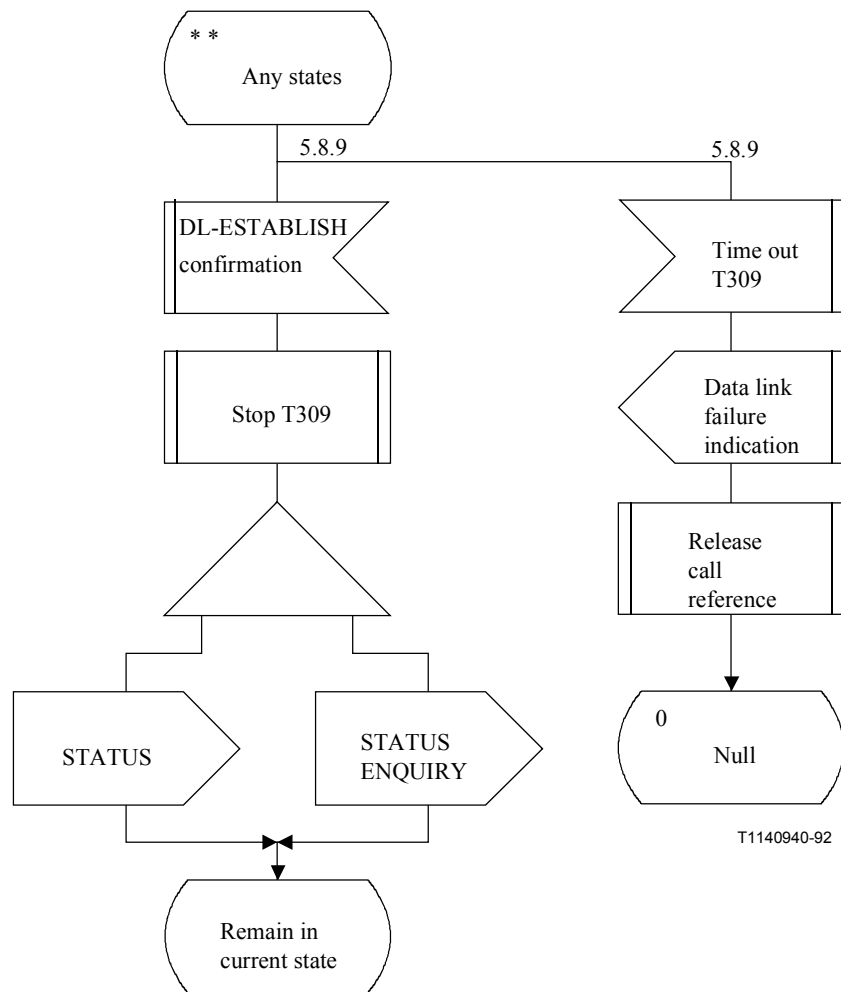 * *
Any states
5.8.9
5.8.9
DL-ESTABLISH
confirmation
Time out
T309
Stop T309
Data link
failure
indication
Release
call
reference
STATUS
STATUS
ENQUIRY
0
Null
T1140940-92
Remain in
current state